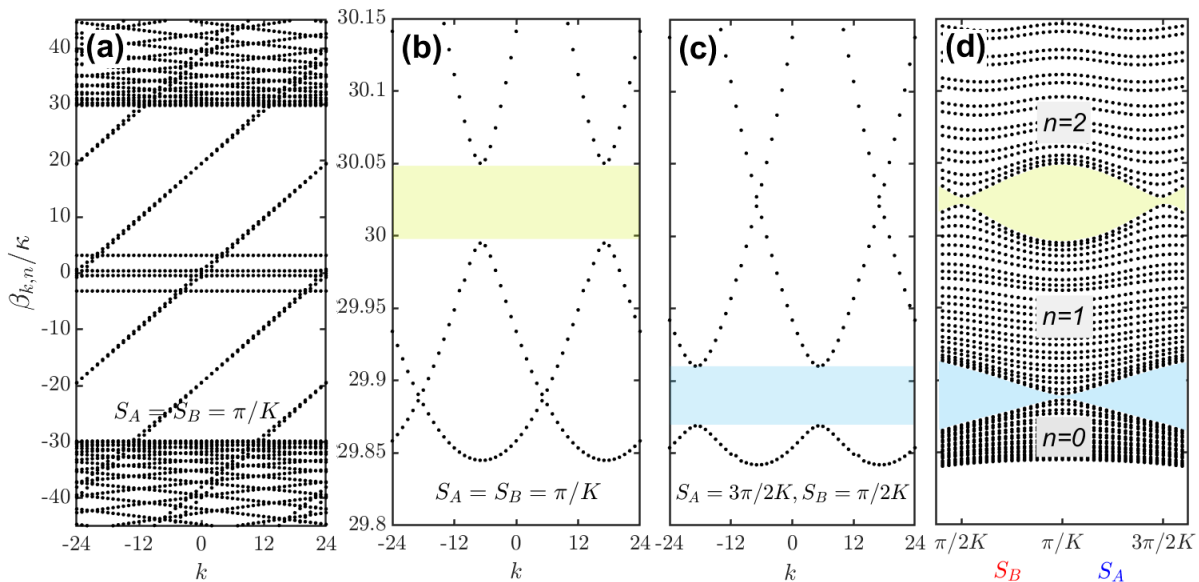 (a)
(b)
(c)
(d)
β_{k,n}/κ
40
30
20
10
0
-10
-20
-30
-40
S_A = S_B = π/K
-24 -12 0 12 24
k
30.15
30.1
30.05
30
29.95
29.9
29.85
29.8
S_A = S_B = π/K
-24 -12 0 12 24
k
S_A = 3π/2K, S_B = π/2K
-24 -12 0 12 24
k
n=2
n=1
n=0
π/2K π/K 3π/2K
S_B S_A